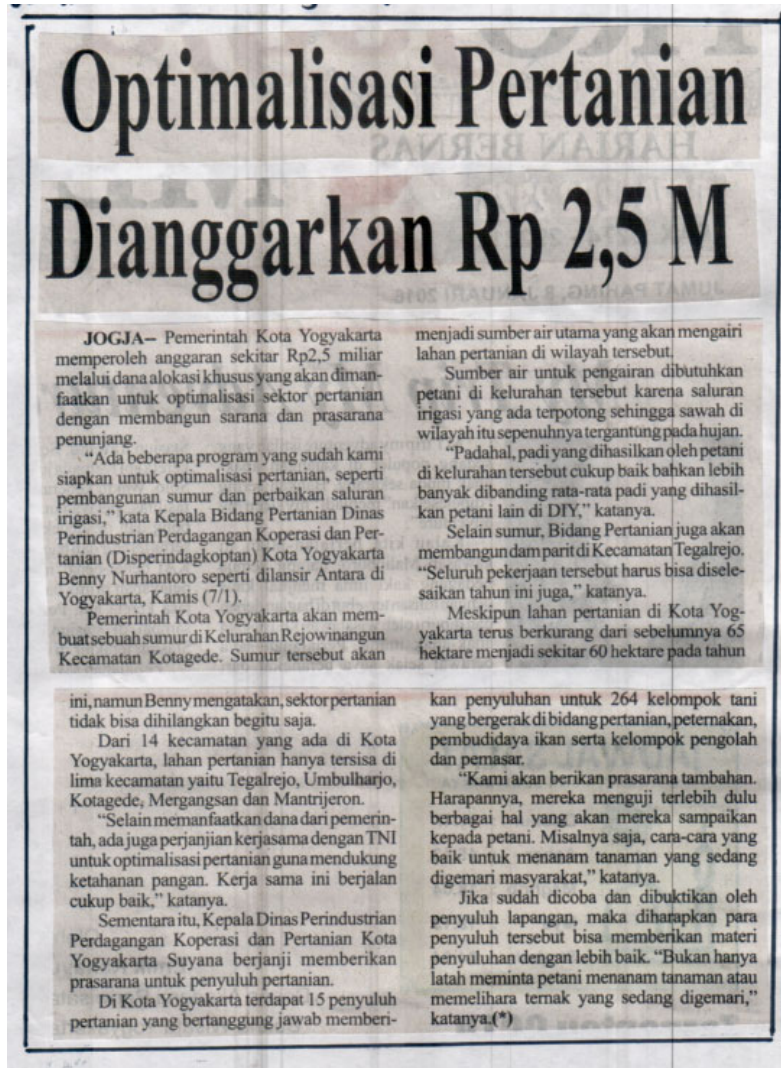 Optimalisasi Pertanian
Dianggarkan Rp 2,5 M
JOGJA– Pemerintah Kota Yogyakarta
memperoleh anggaran sekitar Rp2,5 miliar
melalui dana alokasi khusus yang akan diman-
faatkan untuk optimalisasi sektor pertanian
dengan membangun sarana dan prasarana
penunjang.
“Ada beberapa program yang sudah kami
siapkan untuk optimalisasi pertanian, seperti
pembangunan sumur dan perbaikan saluran
irigasi,” kata Kepala Bidang Pertanian Dinas
Perindustrian Perdagangan Koperasi dan Per-
tanian (Disperindagkoptan) Kota Yogyakarta
Benny Nurhantoro seperti dilansir Antara di
Yogyakarta, Kamis (7/1).
Pemerintah Kota Yogyakarta akan mem-
buat sebuah sumur di Kelurahan Rejowinangun
Kecamatan Kotagede. Sumur tersebut akan
menjadi sumber air utama yang akan mengairi
lahan pertanian di wilayah tersebut.
Sumber air untuk pengairan dibutuhkan
petani di kelurahan tersebut karena saluran
irigasi yang ada terpotong sehingga sawah di
wilayah itu sepenuhnya tergantung pada hujan.
“Padahal, padi yang dihasilkan oleh petani
di kelurahan tersebut cukup baik bahkan lebih
banyak dibanding rata-rata padi yang dihasil-
kan petani lain di DIY,” katanya.
Selain sumur, Bidang Pertanian juga akan
membangun dam parit di Kecamatan Tegalrejo.
“Seluruh pekerjaan tersebut harus bisa disele-
saikan tahun ini juga,” katanya.
Meskipun lahan pertanian di Kota Yog-
yakarta terus berkurang dari sebelumnya 65
hektare menjadi sekitar 60 hektare pada tahun
ini, namun Benny mengatakan, sektor pertanian
tidak bisa dihilangkan begitu saja.
Dari 14 kecamatan yang ada di Kota
Yogyakarta, lahan pertanian hanya tersisa di
lima kecamatan yaitu Tegalrejo, Umbulharjo,
Kotagede, Mergangsan dan Mantrijeron.
“Selain memanfaatkan dana dari pemerin-
tah, ada juga perjanjian kerjasama dengan TNI
untuk optimalisasi pertanian guna mendukung
ketahanan pangan. Kerja sama ini berjalan
cukup baik,” katanya.
Sementara itu, Kepala Dinas Perindustrian
Perdagangan Koperasi dan Pertanian Kota
Yogyakarta Suyana berjanji memberikan
prasarana untuk penyuluh pertanian.
Di Kota Yogyakarta terdapat 15 penyuluh
pertanian yang bertanggung jawab memberi-
kan penyuluhan untuk 264 kelompok tani
yang bergerak di bidang pertanian, peternakan,
pembudidaya ikan serta kelompok pengolah
dan pemasar.
“Kami akan berikan prasarana tambahan.
Harapannya, mereka menguji terlebih dulu
berbagai hal yang akan mereka sampaikan
kepada petani. Misalnya saja, cara-cara yang
baik untuk menanam tanaman yang sedang
digemari masyarakat,” katanya.
Jika sudah dicoba dan dibuktikan oleh
penyuluh lapangan, maka diharapkan para
penyuluh tersebut bisa memberikan materi
penyuluhan dengan lebih baik. “Bukan hanya
latah meminta petani menanam tanaman atau
memelihara ternak yang sedang digemari,”
katanya.(*)